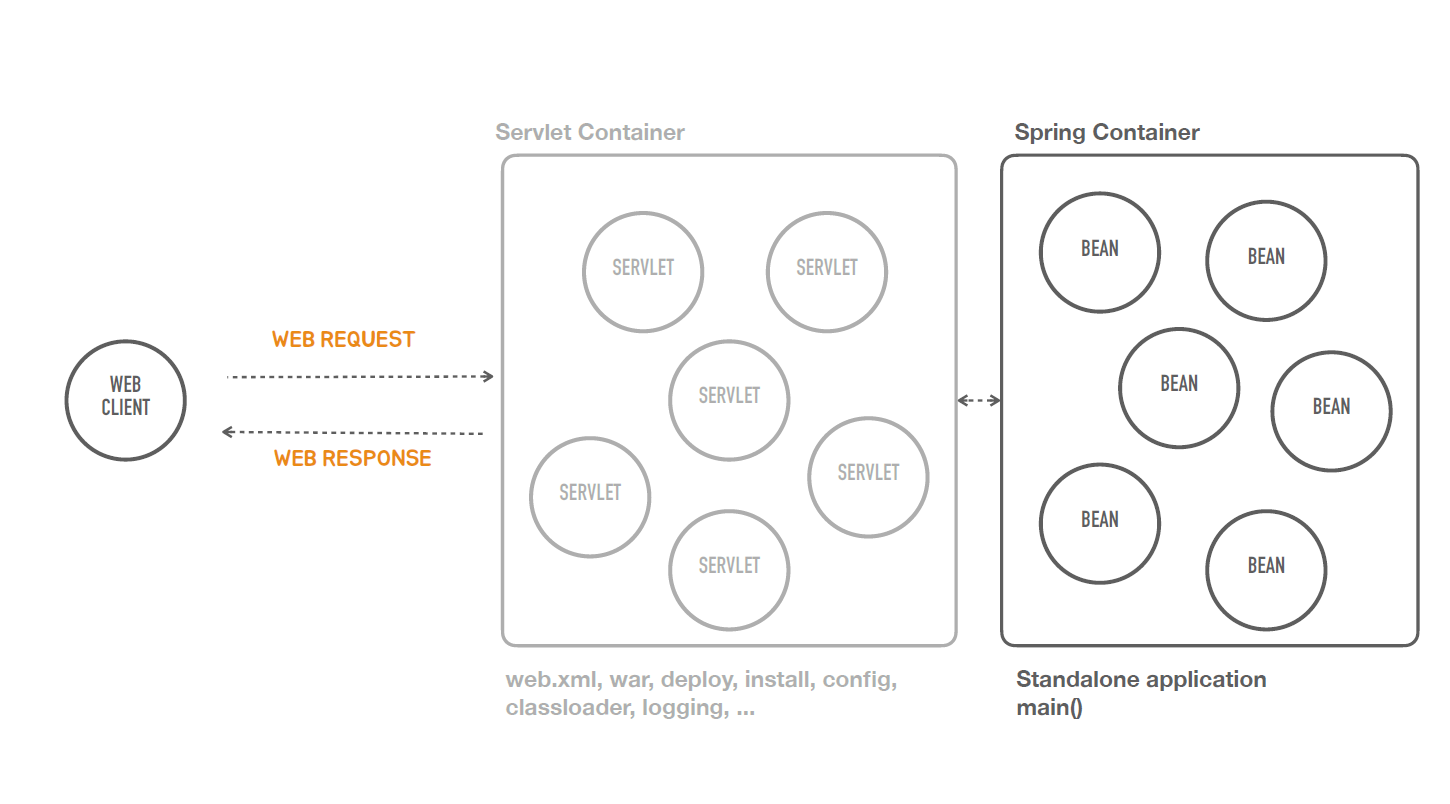 Servlet Container
Spring Container
SERVLET
SERVLET
BEAN
BEAN
WEB REQUEST
WEB
CLIENT
SERVLET
BEAN
BEAN
WEB RESPONSE
SERVLET
SERVLET
BEAN
SERVLET
BEAN
web.xml, war, deploy, install, config,
classloader, logging, ...
Standalone application
main()